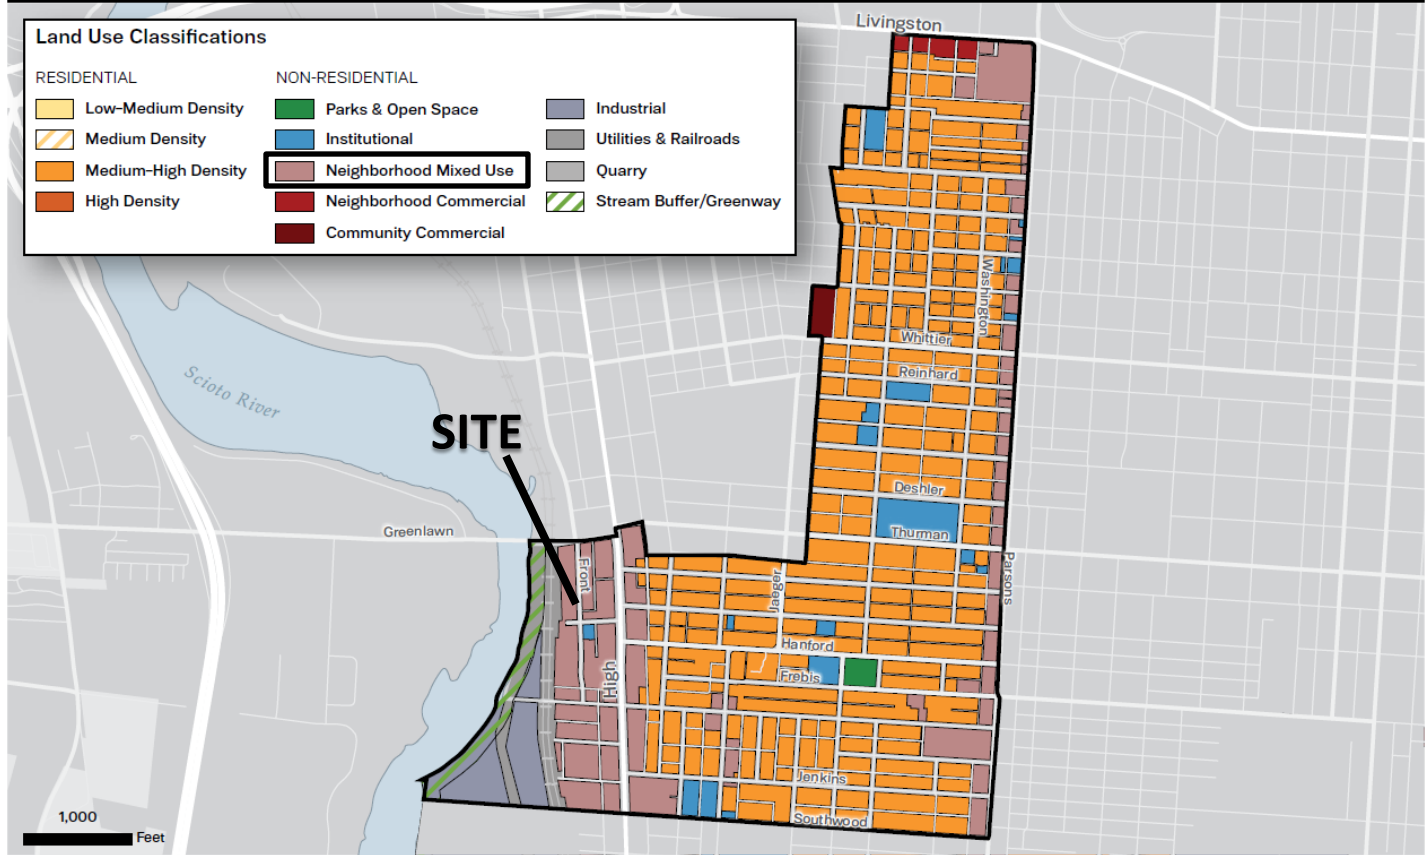 Land Use Classifications
RESIDENTIAL
Low–Medium Density
Medium Density
Medium–High Density
High Density
NON-RESIDENTIAL
Parks & Open Space
Institutional
Neighborhood Mixed Use
Neighborhood Commercial
Community Commercial
Industrial
Utilities & Railroads
Quarry
Stream Buffer/Greenway
Livingston
Washington
Whittier
Reinhard
Scioto River
SITE
Deshler
Greenlawn
Thurman
Front
Jaeger
Parsons
Hanford
High
Frebis
Jenkins
Southwood
1,000
Feet